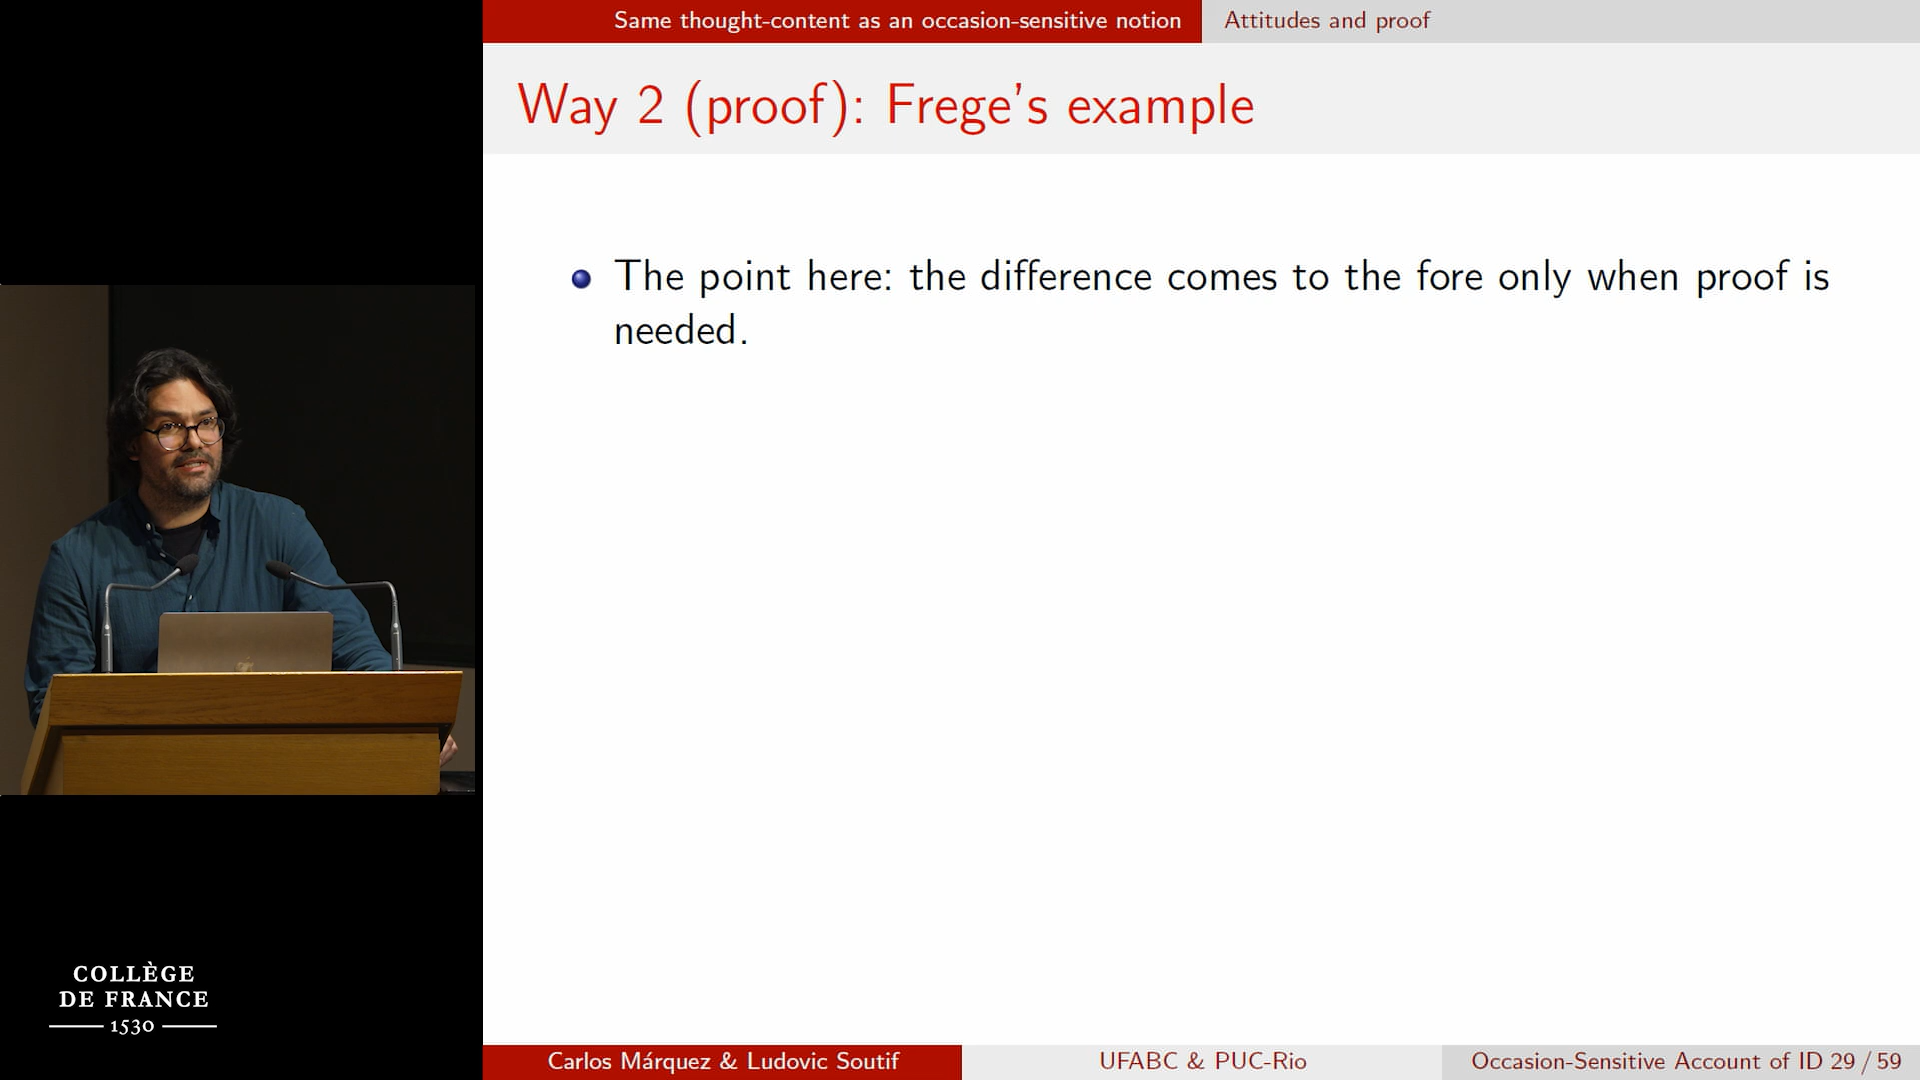 Same thought-content as an occasion-sensitive notion
Attitudes and proof
Way 2 (proof): Frege's example
The point here: the difference comes to the fore only when proof is
needed.
COLLÈGE
DE FRANCE
1530
Carlos Márquez & Ludovic Soutif
UFABC & PUC-Rio
Occasion-Sensitive Account of ID 29 / 59